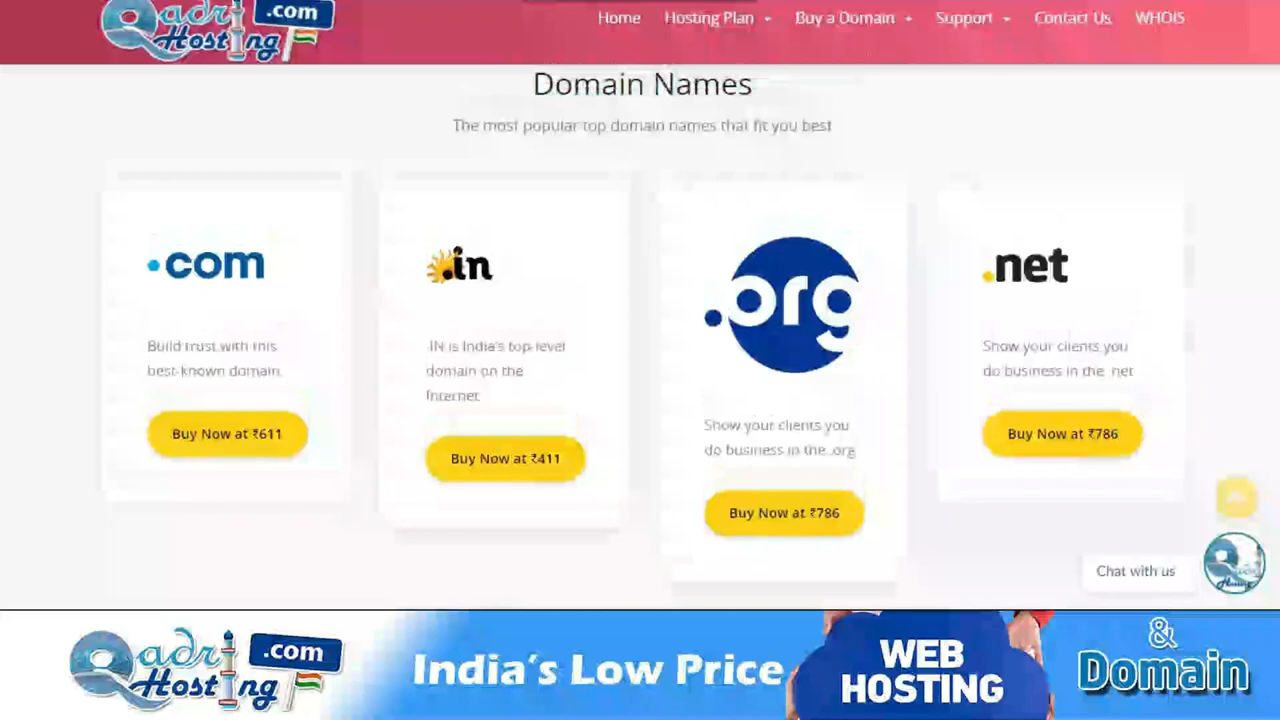 Qadri
Hosting
.com
Home Hosting Plan Buy a Domain Support Contact Us WHOIS
Domain Names
The most popular top domain names that fit you best
.com
Build trust with this
best-known domain.
Buy Now at ₹611
.in
.IN is India's top-level
domain on the
Internet
Buy Now at ₹411
.org
Show your clients you
do business in the .org
Buy Now at ₹786
.net
Show your clients you
do business in the .net
Buy Now at ₹786
Chat with us
Qadri
Hosting
Qadri
Hosting
.com
India's Low Price
WEB
HOSTING
&
Domain